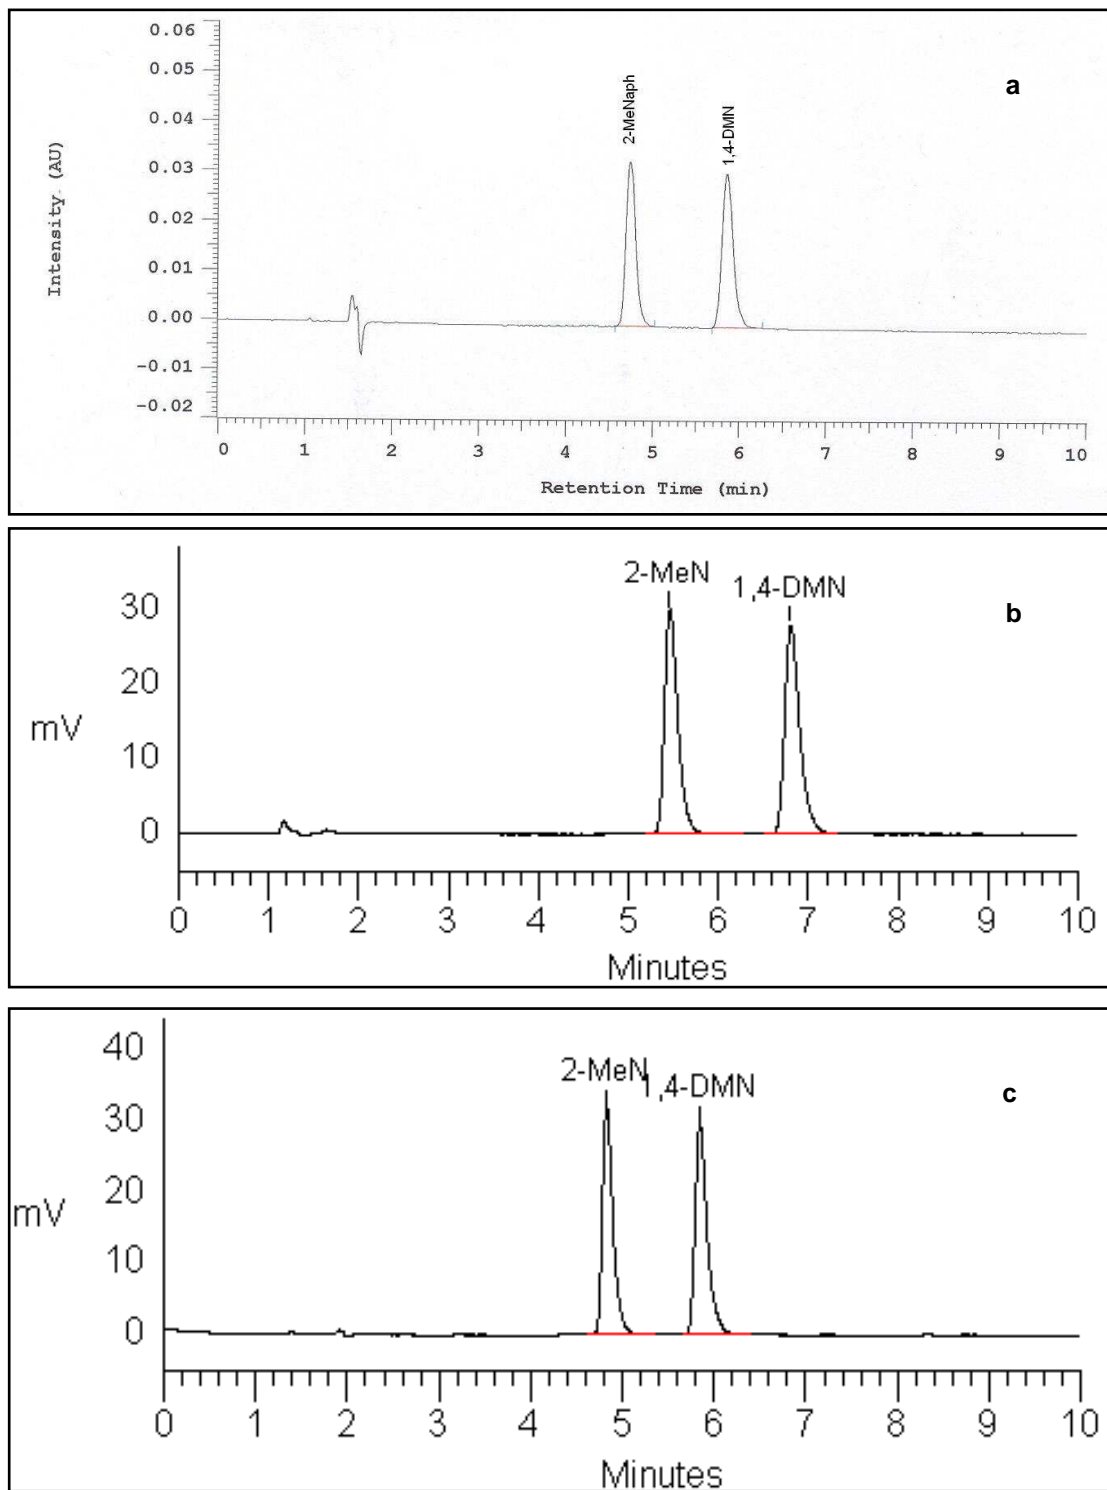 0.06
0.05
0.04
0.03
0.02
0.01
0.00
-0.01
-0.02
Intensity (AU)
2-MeNaph
1,4-DMN
a
0 1 2 3 4 5 6 7 8 9 10
Retention Time (min)
30
20
10
0
mV
2-MeN
1,4-DMN
b
0 1 2 3 4 5 6 7 8 9 10
Minutes
40
30
20
10
0
mV
2-MeN
1,4-DMN
c
0 1 2 3 4 5 6 7 8 9 10
Minutes